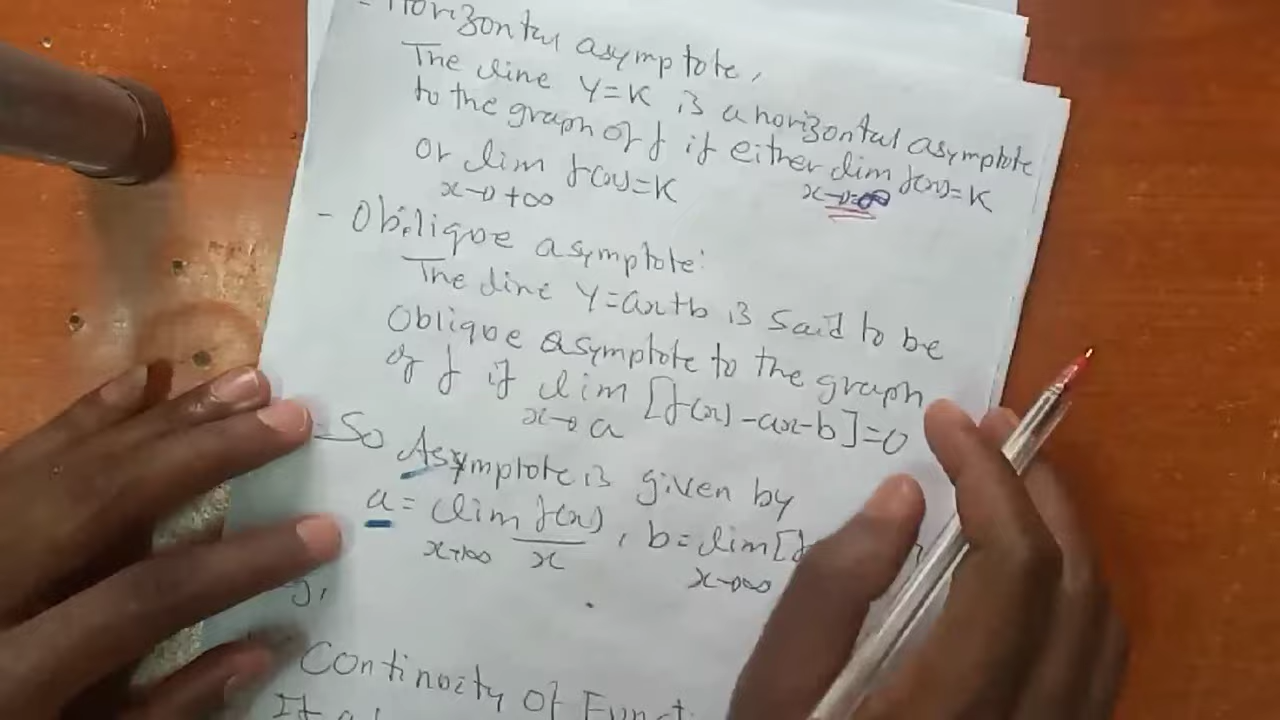 - Horizontal asymptote,
The line Y=K is a horizontal asymptote
to the graph of f if either lim f(x)=K
x→-∞
or lim f(x)=K
x→+∞
- Oblique asymptote:
The line Y=ax+b is said to be
Oblique asymptote to the graph
of f if lim [f(x)-ax-b]=0
x→a
So Asymptote is given by
a= lim f(x)/x, b= lim[f
x→∞ x→∞
Continuity of Funct
If a